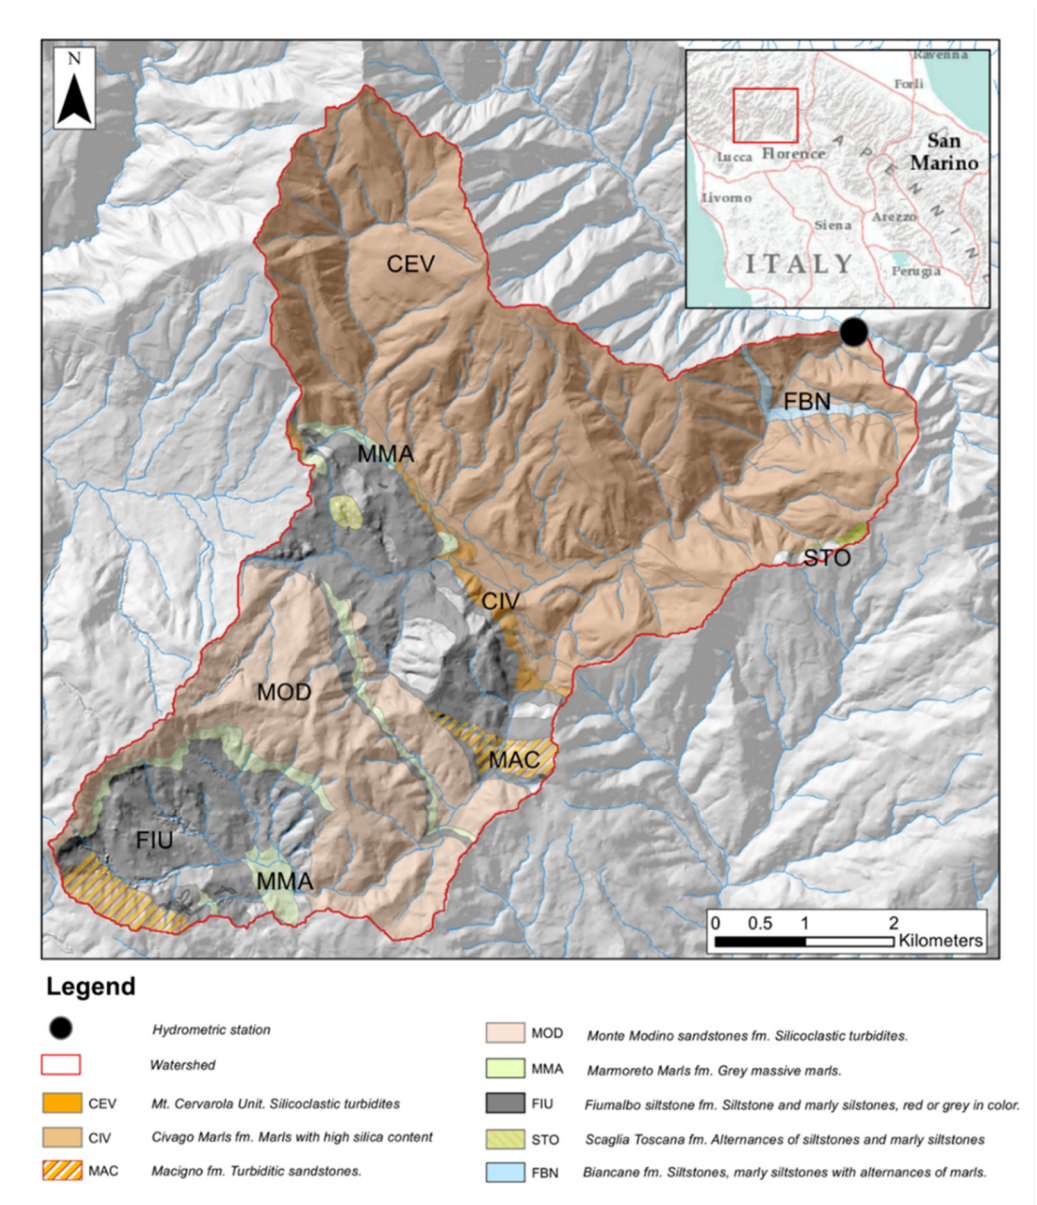 N
Ravenna
Forlì
San
Marino
Lucca
Florence
APENNINE
Livorno
Siena
Arezzo
ITALY
Perugia
CEV
FBN
MMA
STO
CIV
MOD
MAC
FIU
MMA
0 0.5 1 2
Kilometers
Legend
Hydrometric station
Watershed
CEV Mt. Cervarola Unit. Silicoclastic turbidites
CIV Civago Marls fm. Marls with high silica content
MAC Macigno fm. Turbiditic sandstones.
MOD Monte Modino sandstones fm. Silicoclastic turbidites.
MMA Marmoreto Marls fm. Grey massive marls.
FIU Fiumalbo siltstone fm. Siltstone and marly silstones, red or grey in color.
STO Scaglia Toscana fm. Alternances of siltstones and marly siltstones
FBN Biancane fm. Siltstones, marly siltstones with alternances of marls.